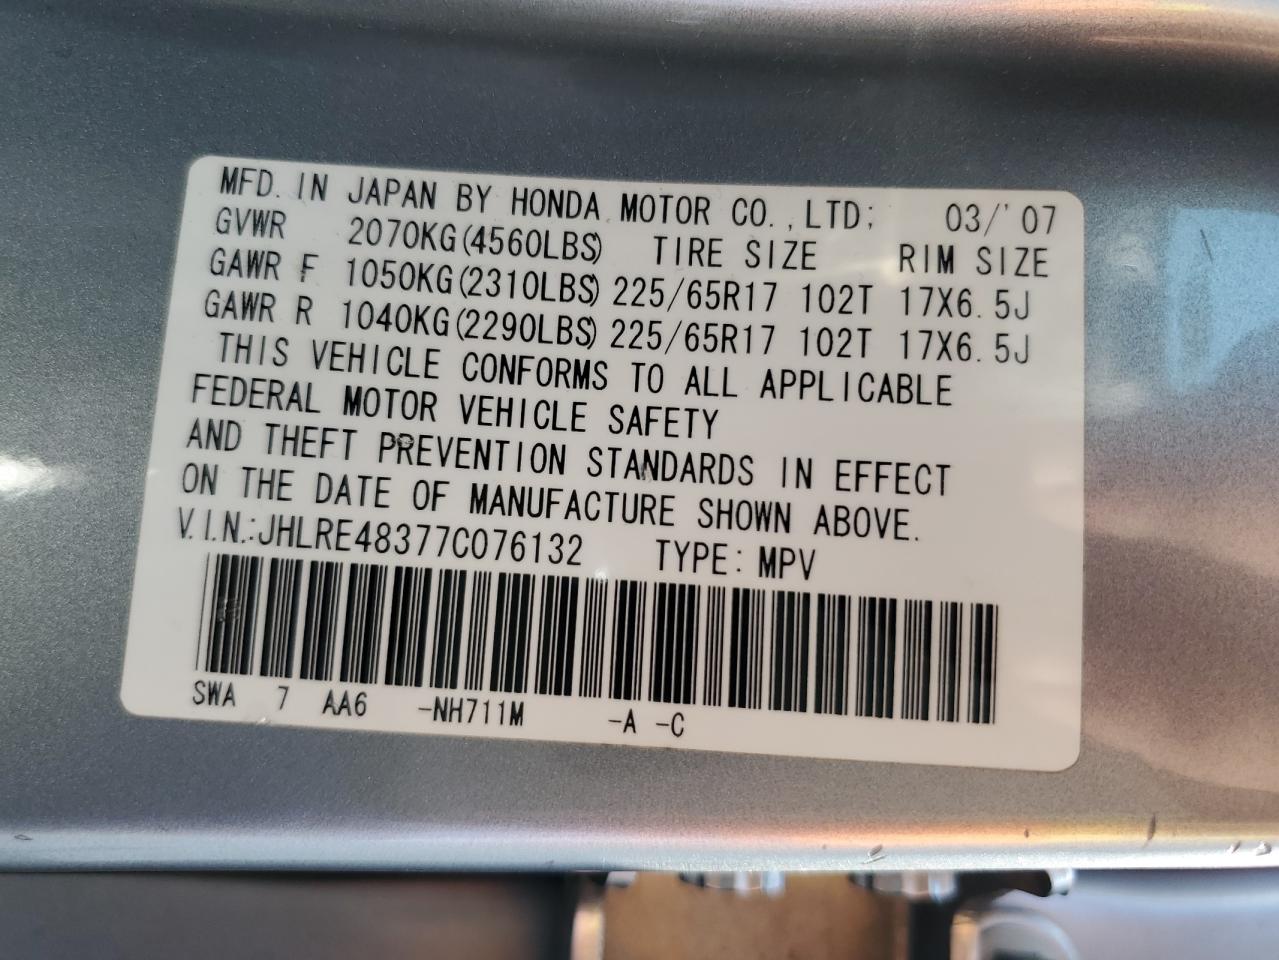 MFD. IN JAPAN BY HONDA MOTOR CO.,LTD; 03/'07
GVWR 2070KG(4560LBS) TIRE SIZE RIM SIZE
GAWR F 1050KG(2310LBS) 225/65R17 102T 17X6.5J
GAWR R 1040KG(2290LBS) 225/65R17 102T 17X6.5J
THIS VEHICLE CONFORMS TO ALL APPLICABLE
FEDERAL MOTOR VEHICLE SAFETY
AND THEFT PREVENTION STANDARDS IN EFFECT
ON THE DATE OF MANUFACTURE SHOWN ABOVE.
V.I.N.:JHLRE48377C076132 TYPE: MPV
SWA 7 AA6 -NH711M -A -C